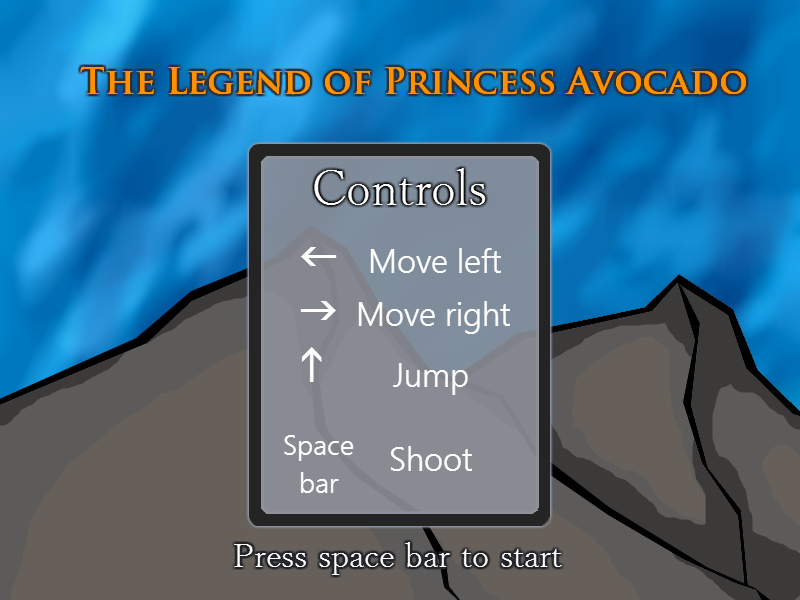 The Legend of Princess Avocado
Controls
← Move left
→ Move right
↑ Jump
Space
bar
Shoot
Press space bar to start